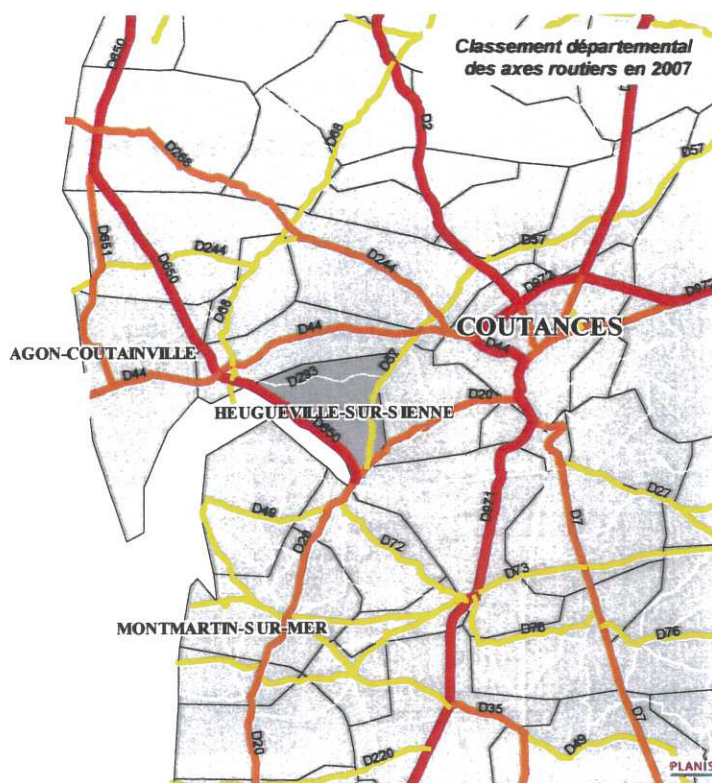 Classement départemental
des axes routiers en 2007
D650
D2
D68
D57
D268
D651
D244
D650
D57
D244
D972
D972
D68
D44
COUTANCES
D44
AGON-COUTAINVILLE
D44
D293
D57
HEUGUEVILLE-SUR-SIENNE
D20
D650
D49
D20
D72
D971
D7
D27
D73
MONTMARTIN-SUR-MER
D76
D76
D20
D35
D7
D220
D49
PLANIS